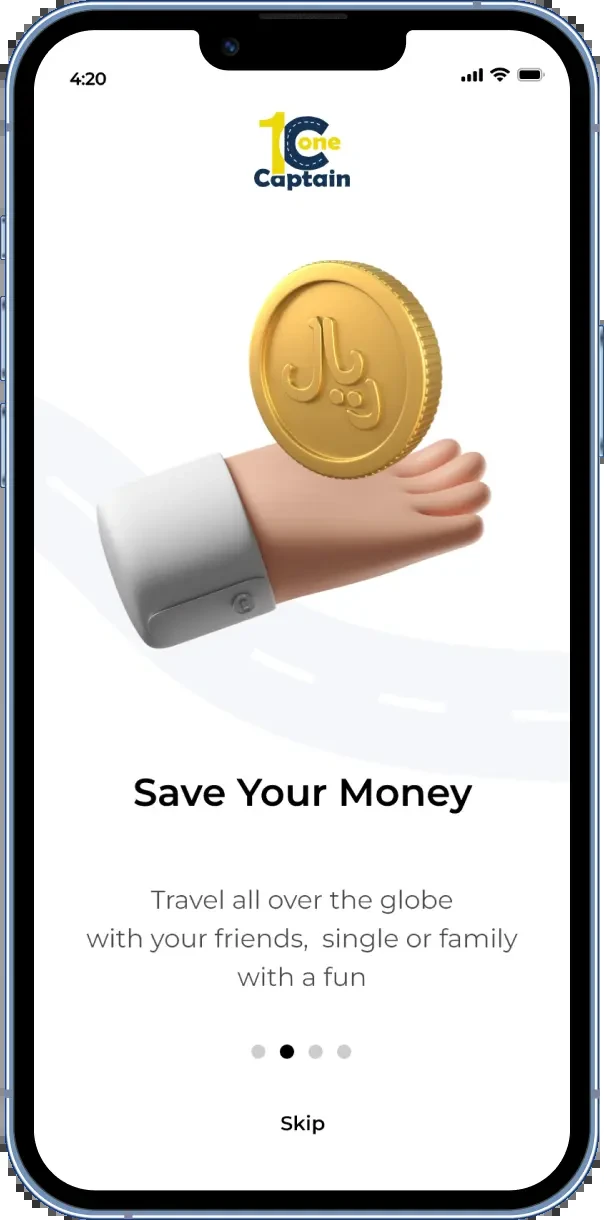 4:20
1C one
Captain
ريال
Save Your Money
Travel all over the globe
with your friends,  single or family
with a fun
Skip